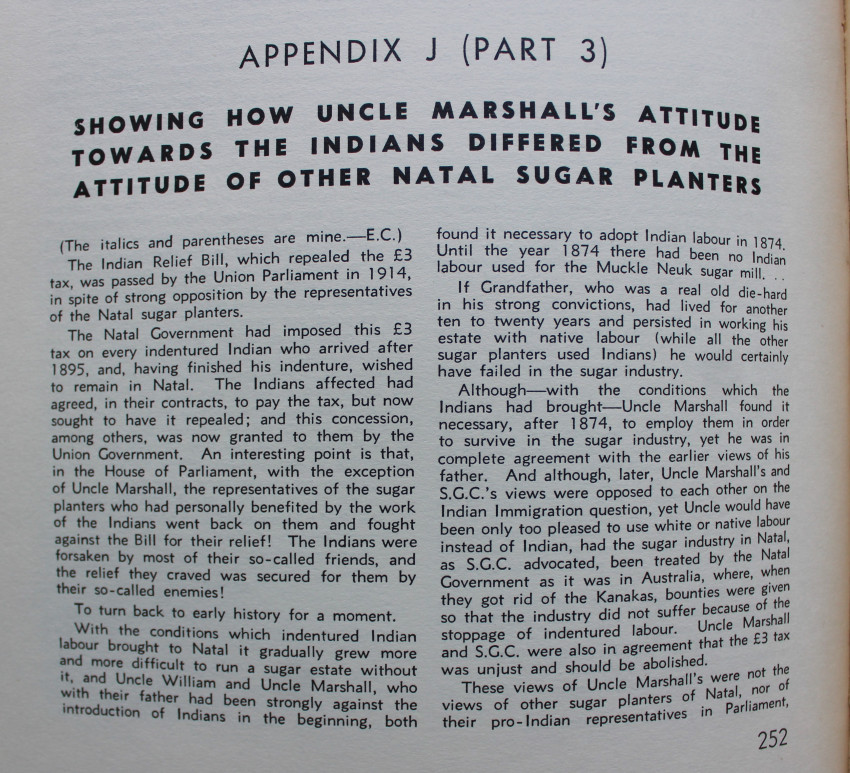 APPENDIX J (PART 3)
SHOWING HOW UNCLE MARSHALL'S ATTITUDE
TOWARDS THE INDIANS DIFFERED FROM THE
ATTITUDE OF OTHER NATAL SUGAR PLANTERS
(The italics and parentheses are mine.—E.C.)
The Indian Relief Bill, which repealed the £3
tax, was passed by the Union Parliament in 1914,
in spite of strong opposition by the representatives
of the Natal sugar planters.
The Natal Government had imposed this £3
tax on every indentured Indian who arrived after
1895, and, having finished his indenture, wished
to remain in Natal. The Indians affected had
agreed, in their contracts, to pay the tax, but now
sought to have it repealed; and this concession,
among others, was now granted to them by the
Union Government. An interesting point is that,
in the House of Parliament, with the exception
of Uncle Marshall, the representatives of the sugar
planters who had personally benefited by the work
of the Indians went back on them and fought
against the Bill for their relief! The Indians were
forsaken by most of their so-called friends, and
the relief they craved was secured for them by
their so-called enemies!
To turn back to early history for a moment.
With the conditions which indentured Indian
labour brought to Natal it gradually grew more
and more difficult to run a sugar estate without
it, and Uncle William and Uncle Marshall, who
with their father had been strongly against the
introduction of Indians in the beginning, both
found it necessary to adopt Indian labour in 1874.
Until the year 1874 there had been no Indian
labour used for the Muckle Neuk sugar mill. . .
If Grandfather, who was a real old die-hard
in his strong convictions, had lived for another
ten to twenty years and persisted in working his
estate with native labour (while all the other
sugar planters used Indians) he would certainly
have failed in the sugar industry.
Although—with the conditions which the
Indians had brought—Uncle Marshall found it
necessary, after 1874, to employ them in order
to survive in the sugar industry, yet he was in
complete agreement with the earlier views of his
father. And although, later, Uncle Marshall's and
S.G.C.'s views were opposed to each other on the
Indian Immigration question, yet Uncle would have
been only too pleased to use white or native labour
instead of Indian, had the sugar industry in Natal,
as S.G.C. advocated, been treated by the Natal
Government as it was in Australia, where, when
they got rid of the Kanakas, bounties were given
so that the industry did not suffer because of the
stoppage of indentured labour. Uncle Marshall
and S.G.C. were also in agreement that the £3 tax
was unjust and should be abolished.
These views of Uncle Marshall's were not the
views of other sugar planters of Natal, nor of
their pro-Indian representatives in Parliament,
252